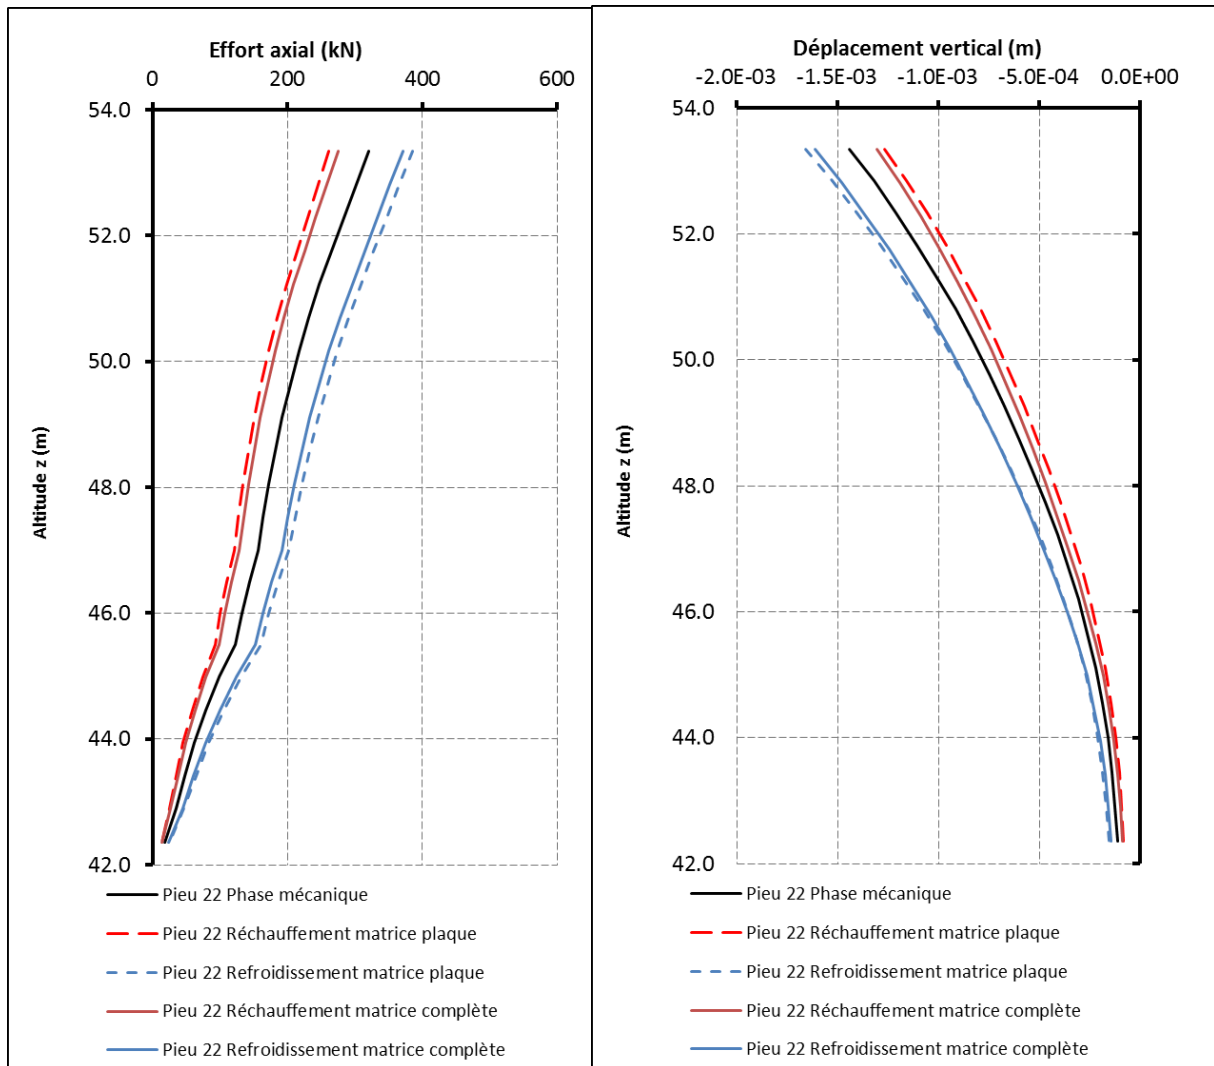 Effort axial (kN)
0 200 400 600
54.0
52.0
50.0
48.0
46.0
44.0
42.0
Altitude z (m)
Pieu 22 Phase mécanique
Pieu 22 Réchauffement matrice plaque
Pieu 22 Refroidissement matrice plaque
Pieu 22 Réchauffement matrice complète
Pieu 22 Refroidissement matrice complète
Déplacement vertical (m)
-2.0E-03 -1.5E-03 -1.0E-03 -5.0E-04 0.0E+00
54.0
52.0
50.0
48.0
46.0
44.0
42.0
Altitude z (m)
Pieu 22 Phase mécanique
Pieu 22 Réchauffement matrice plaque
Pieu 22 Refroidissement matrice plaque
Pieu 22 Réchauffement matrice complète
Pieu 22 Refroidissement matrice complète